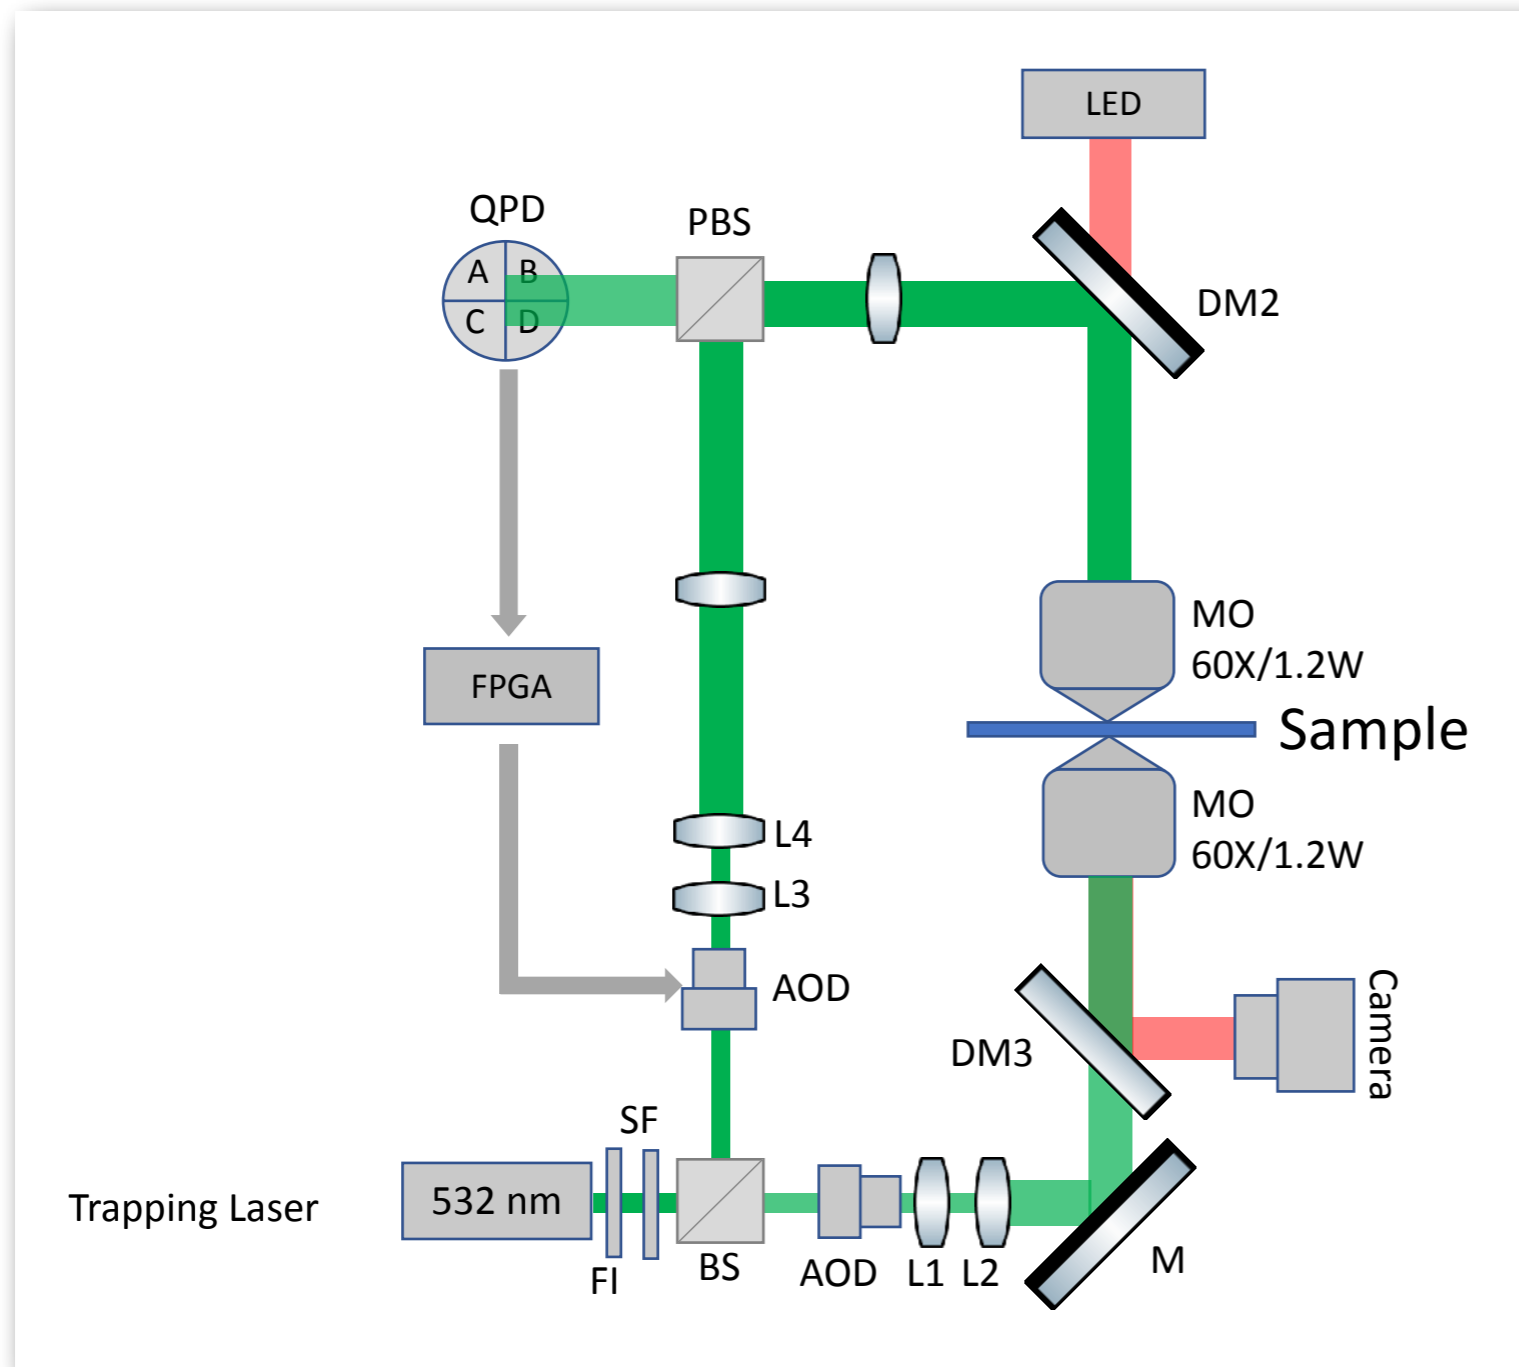 LED
QPD
PBS
A B
C D
DM2
MO
60X/1.2W
FPGA
Sample
MO
60X/1.2W
L4
L3
AOD
Camera
DM3
SF
Trapping Laser
532 nm
FI
BS
AOD
L1
L2
M